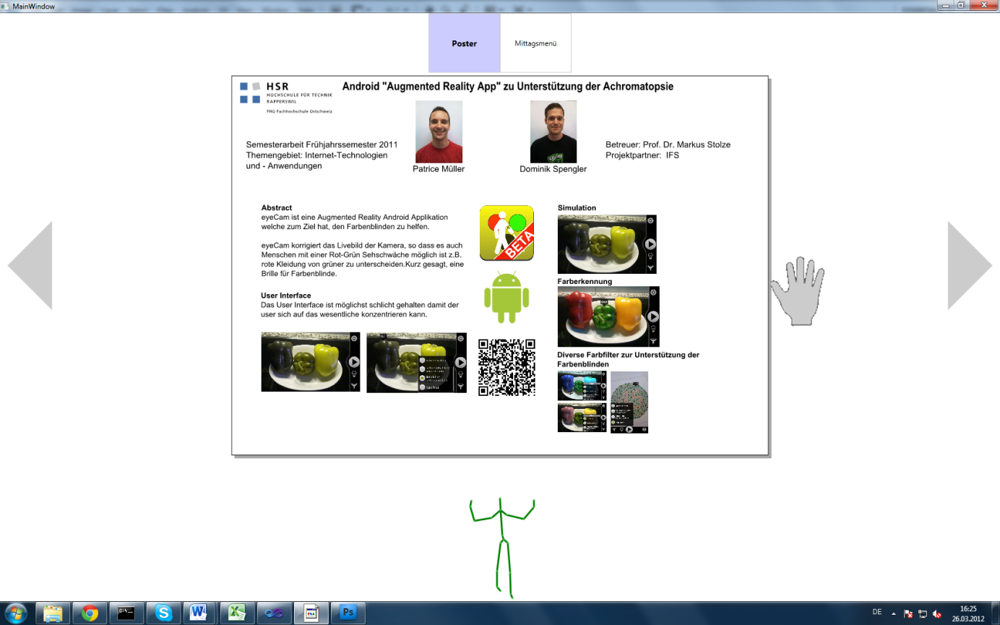 MainWindow
Poster
Mittagsmenü
HSR
HOCHSCHULE FÜR TECHNIK
RAPPERSWIL
FHO Fachhochschule Ostschweiz
Android "Augmented Reality App" zu Unterstützung der Achromatopsie
Semesterarbeit Frühjahrssemester 2011
Themengebiet: Internet-Technologien
und - Anwendungen
Patrice Müller
Dominik Spengler
Betreuer: Prof. Dr. Markus Stolze
Projektpartner: IFS
Abstract
eyeCam ist eine Augmented Reality Android Applikation
welche zum Ziel hat, den Farbenblinden zu helfen.
eyeCam korrigiert das Livebild der Kamera, so dass es auch
Menschen mit einer Rot-Grün Sehschwäche möglich ist z.B.
rote Kleidung von grüner zu unterscheiden.Kurz gesagt, eine
Brille für Farbenblinde.
User Interface
Das User Interface ist möglichst schlicht gehalten damit der
user sich auf das wesentliche konzentrieren kann.
BETA
Simulation
Farberkennung
Diverse Farbfilter zur Unterstützung der
Farbenblinden
C:\.
S
W
X
Ps
DE
16:25
26.03.2012